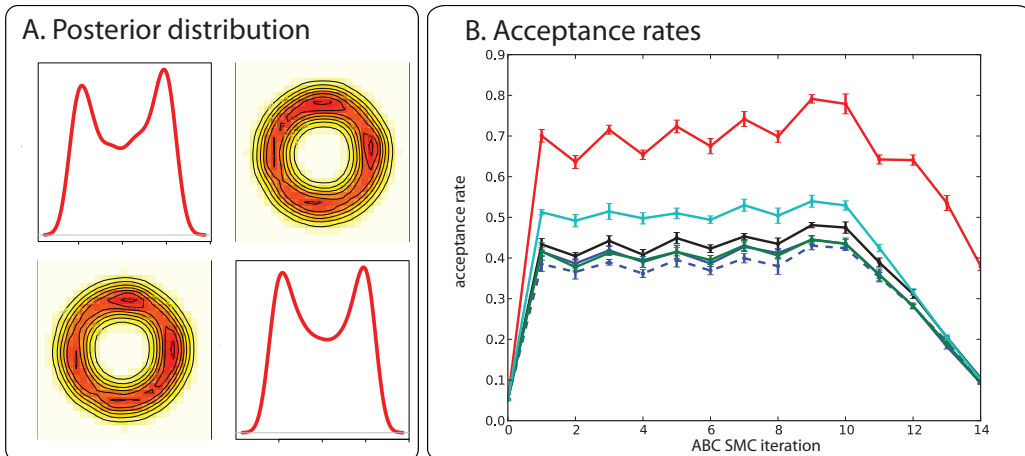 A. Posterior distribution
B. Acceptance rates
0.9
0.8
0.7
0.6
0.5
0.4
0.3
0.2
0.1
0.0
acceptance rate
0 2 4 6 8 10 12 14
ABC SMC iteration